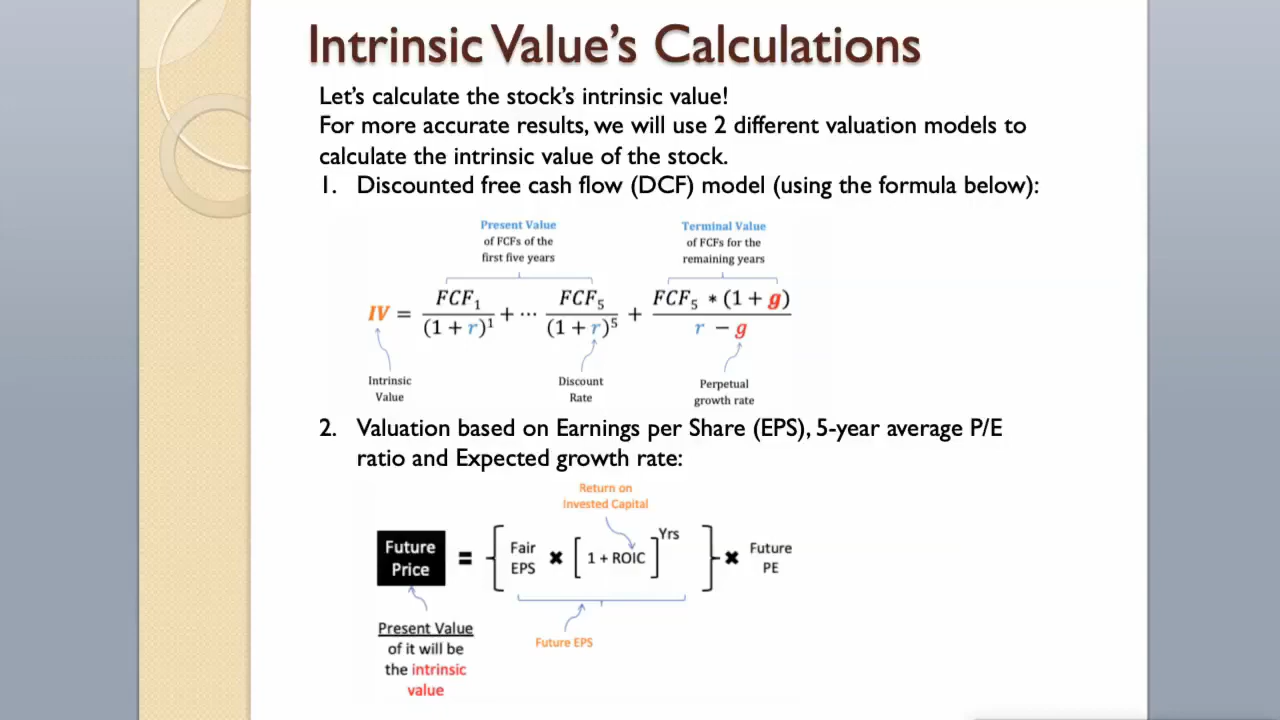 Intrinsic Value's Calculations
Let's calculate the stock's intrinsic value!
For more accurate results, we will use 2 different valuation models to
calculate the intrinsic value of the stock.
1. Discounted free cash flow (DCF) model (using the formula below):
Present Value
of FCFs of the
first five years
Terminal Value
of FCFs for the
remaining years
IV = FCF₁ / (1 + r)¹ + ⋯ FCF₅ / (1 + r)⁵ + FCF₅ * (1 + g) / r − g
Intrinsic
Value
Discount
Rate
Perpetual
growth rate
2. Valuation based on Earnings per Share (EPS), 5-year average P/E
ratio and Expected growth rate:
Return on
Invested Capital
Future
Price
=
{ Fair
EPS
×
[ 1 + ROIC ]
Yrs
}
×
Future
PE
Future EPS
Present Value
of it will be
the intrinsic
value